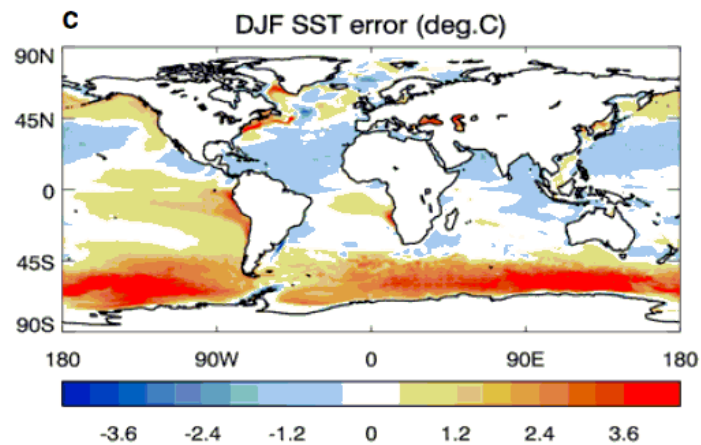 c
DJF SST error (deg.C)
90N
45N
0
45S
90S
180 90W 0 90E 180
-3.6 -2.4 -1.2 0 1.2 2.4 3.6